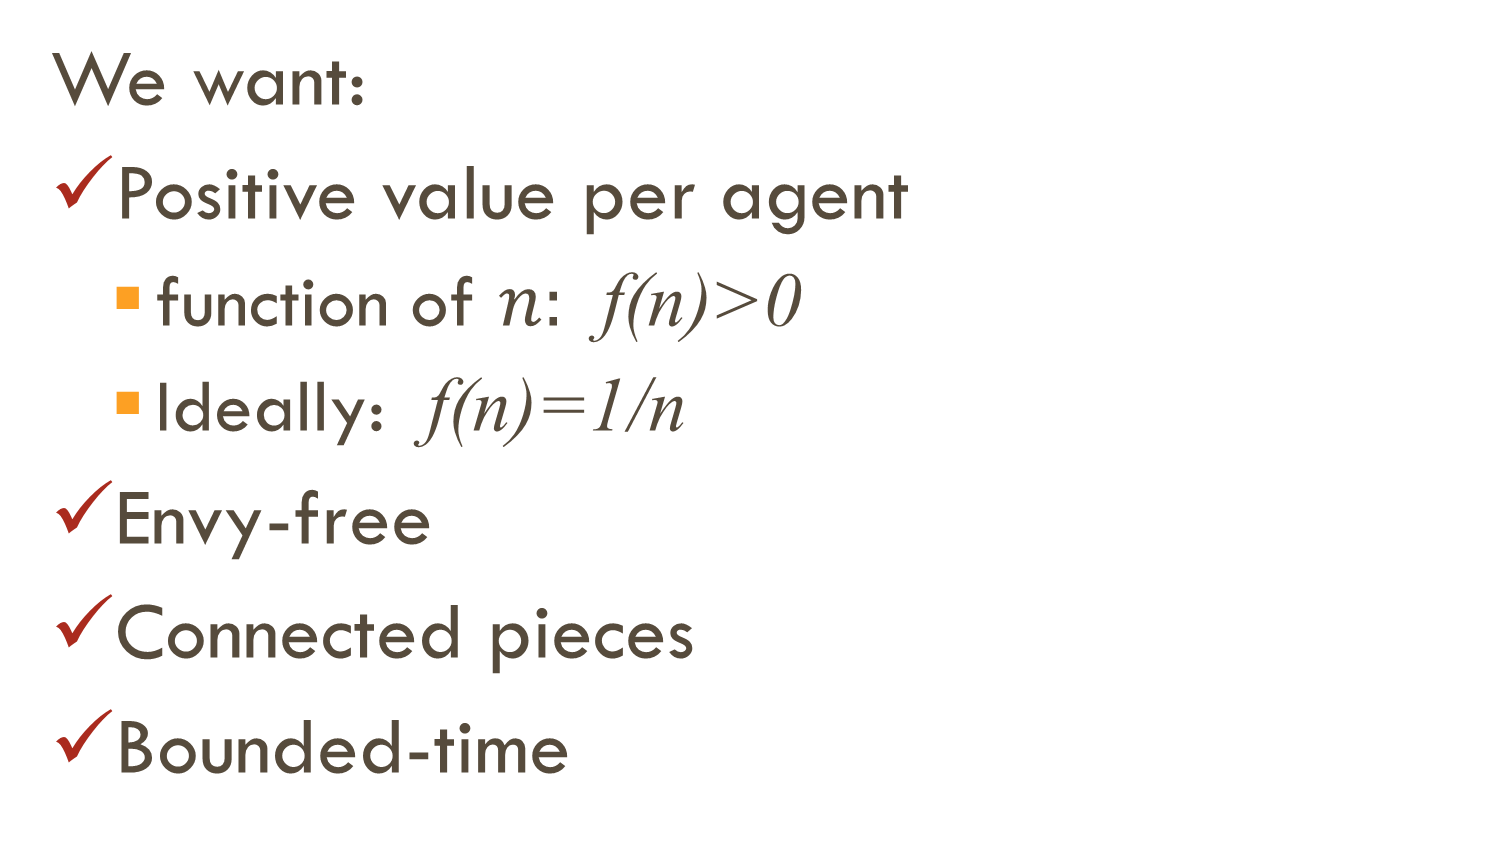 We want:
✓Positive value per agent
▪function of n: f(n)>0
▪Ideally: f(n)=1/n
✓Envy-free
✓Connected pieces
✓Bounded-time